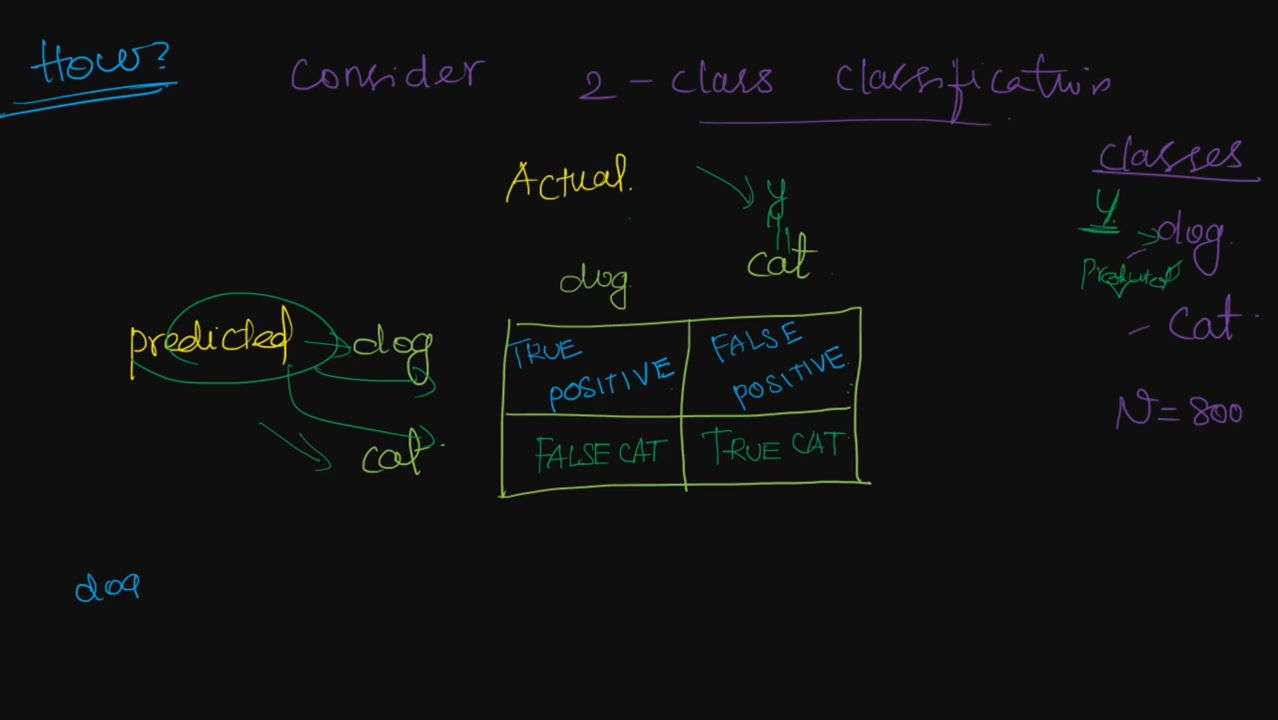 How? Consider 2-class classification
classes
Actual. y
y
dog
cat
dog
predicted
predicted dog TRUE POSITIVE FALSE POSITIVE
cat
N=800
cat FALSE CAT TRUE CAT
dog